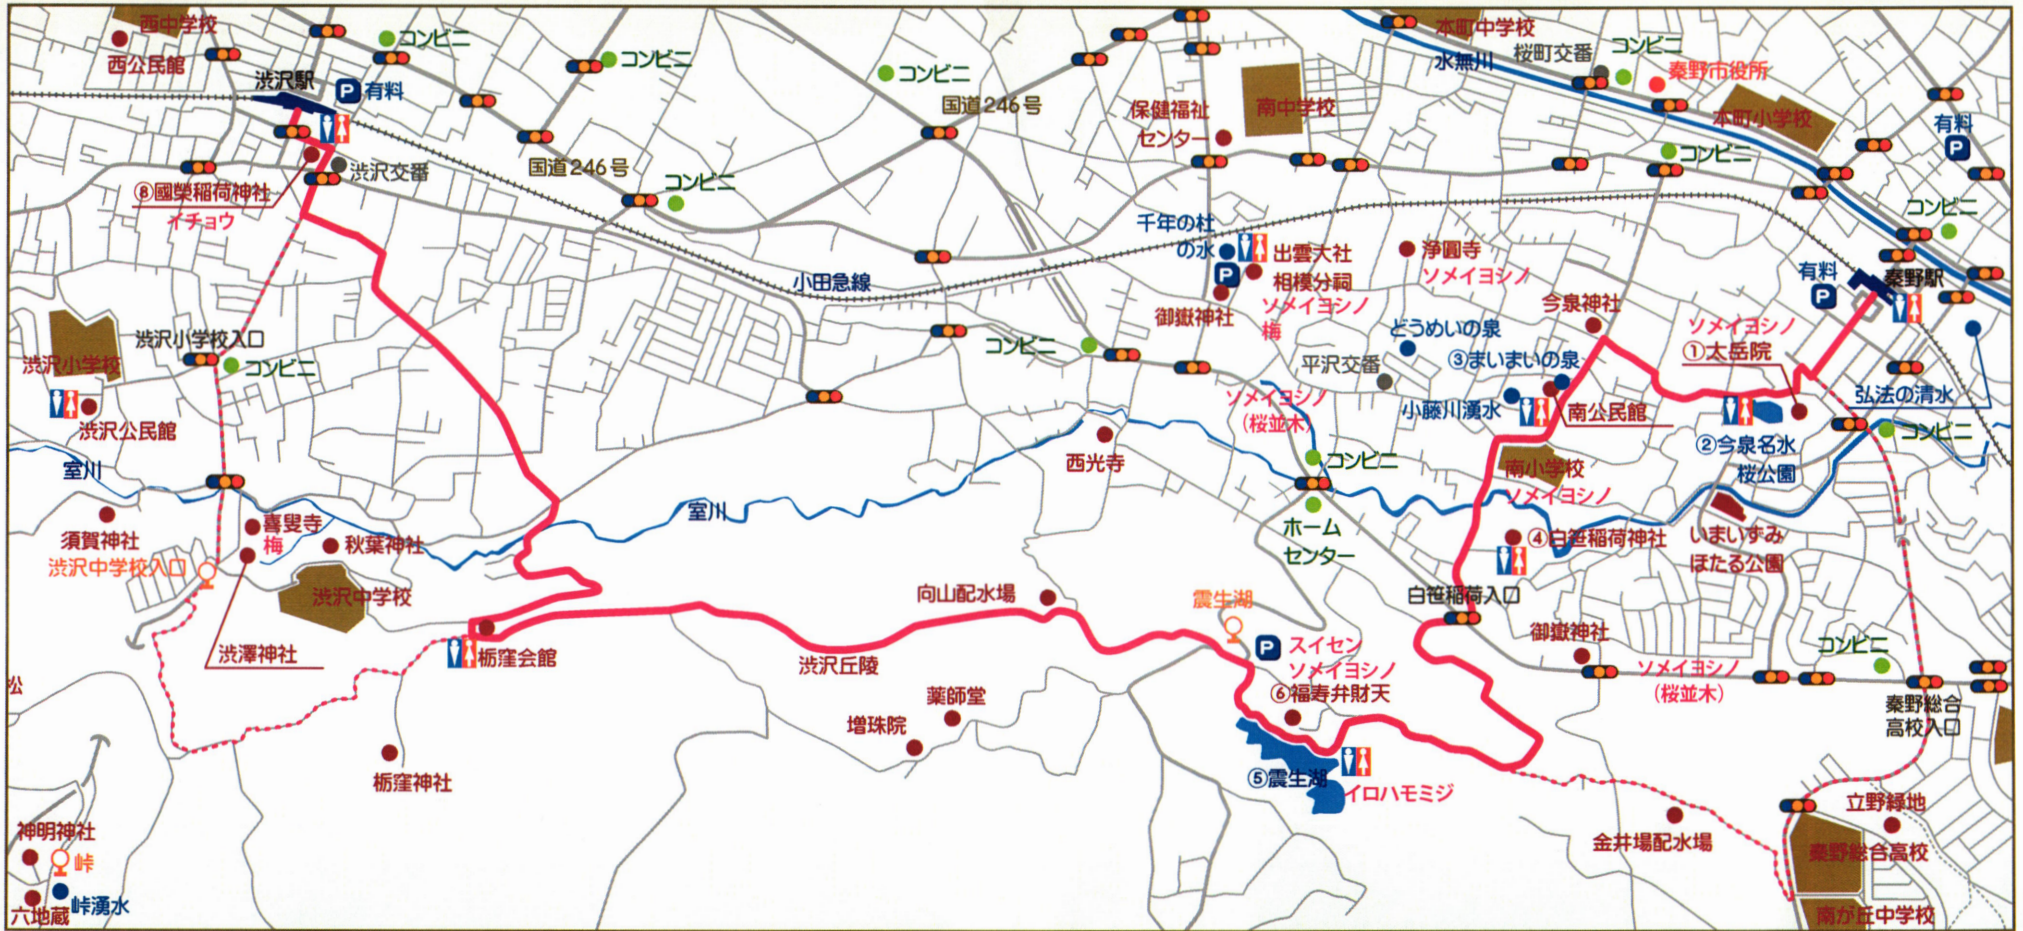 西中学校
西公民館
コンビニ
渋沢駅
有料
コンビニ
国道246号
渋沢交番
⑧國榮稲荷神社
イチョウ
コンビニ
コンビニ
国道246号
保健福祉
センター
南中学校
本町中学校
水無川
桜町交番
コンビニ
秦野市役所
本町小学校
コンビニ
有料
コンビニ
千年の杜
の水
出雲大社
相模分祠
ソメイヨシノ
梅
御嶽神社
浄圓寺
ソメイヨシノ
小田急線
今泉神社
どうめいの泉
③まいまいの泉
平沢交番
小藤川湧水
南公民館
ソメイヨシノ
①太岳院
有料
秦野駅
弘法の清水
コンビニ
②今泉名水
桜公園
渋沢小学校入口
コンビニ
渋沢小学校
渋沢公民館
コンビニ
ソメイヨシノ
(桜並木)
コンビニ
西光寺
南小学校
ソメイヨシノ
室川
室川
ホーム
センター
④白笹稲荷神社
いまいずみ
ほたる公園
須賀神社
喜叟寺
梅
秋葉神社
渋沢中学校入口
渋沢中学校
渋澤神社
栃窪会館
向山配水場
渋沢丘陵
震生湖
スイセン
ソメイヨシノ
⑥福寿弁財天
白笹稲荷入口
御嶽神社
ソメイヨシノ
(桜並木)
コンビニ
秦野総合
高校入口
松
薬師堂
増珠院
栃窪神社
⑤震生湖
イロハモミジ
金井場配水場
立野緑地
秦野総合高校
南が丘中学校
神明神社
峠
峠湧水
六地蔵